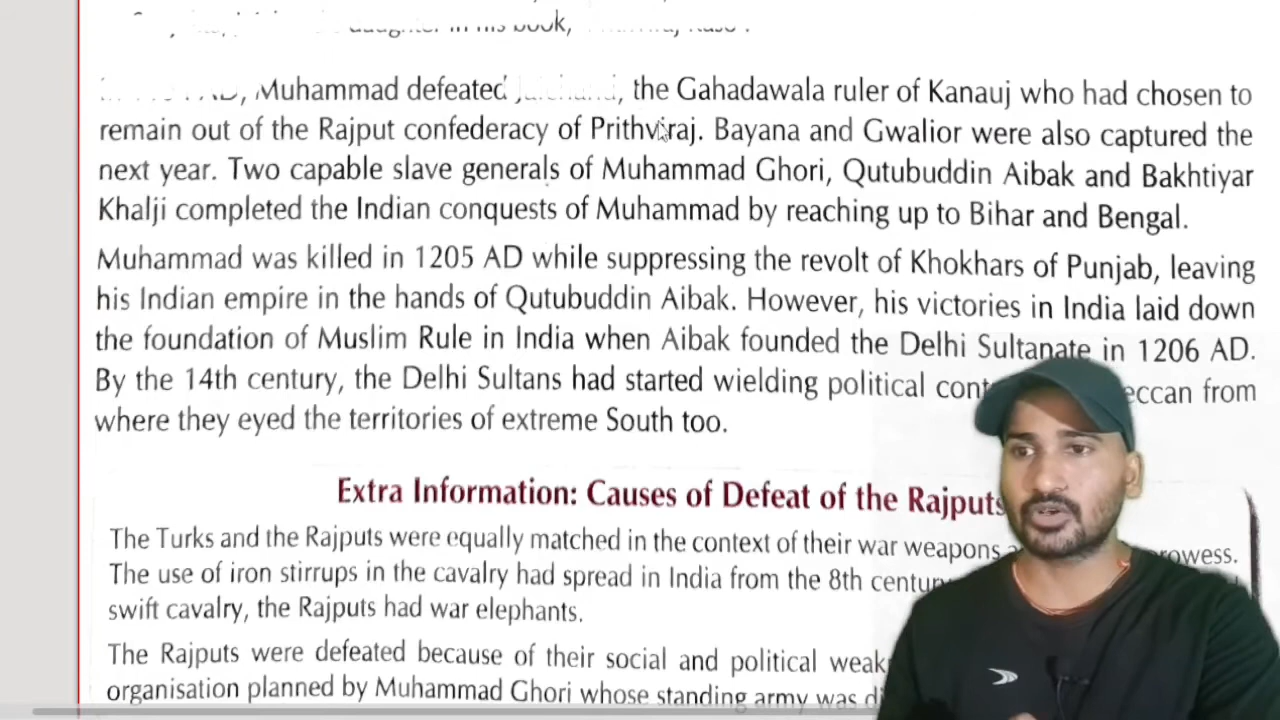 in his book,
Muhammad defeated the Gahadawala ruler of Kanauj who had chosen to
remain out of the Rajput confederacy of Prithviraj. Bayana and Gwalior were also captured the
next year. Two capable slave generals of Muhammad Ghori, Qutubuddin Aibak and Bakhtiyar
Khalji completed the Indian conquests of Muhammad by reaching up to Bihar and Bengal.
Muhammad was killed in 1205 AD while suppressing the revolt of Khokhars of Punjab, leaving
his Indian empire in the hands of Qutubuddin Aibak. However, his victories in India laid down
the foundation of Muslim Rule in India when Aibak founded the Delhi Sultanate in 1206 AD.
By the 14th century, the Delhi Sultans had started wielding political from
where they eyed the territories of extreme South too.
Extra Information: Causes of Defeat of the Rajputs
The Turks and the Rajputs were equally matched in the context of their war weapons
The use of iron stirrups in the cavalry had spread in India from the 8th
swift cavalry, the Rajputs had war elephants.
The Rajputs were defeated because of their social and political
organisation planned by Muhammad Ghori whose standing army was